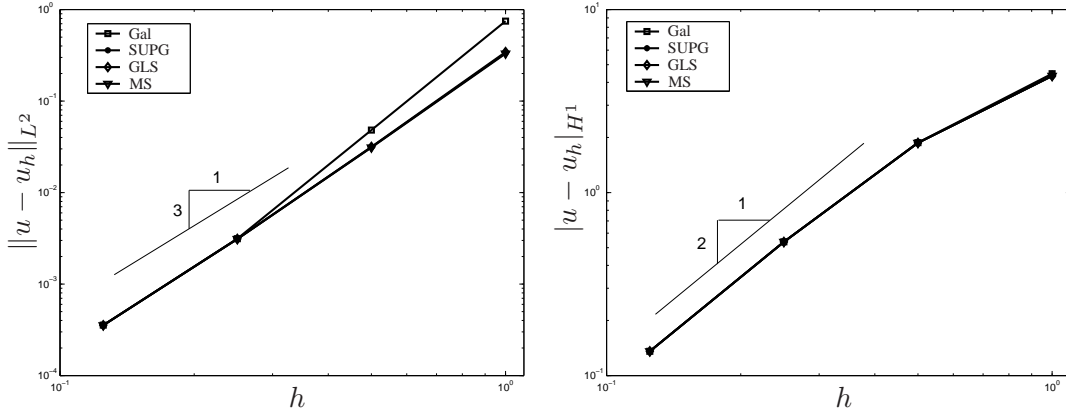 10^0
10^-1
10^-2
10^-3
10^-4
10^-1
10^0
||u − u_h||_{L^2}
h
Gal
SUPG
GLS
MS
1
3
10^1
10^0
10^-1
10^-1
10^0
|u − u_h|_{H^1}
h
Gal
SUPG
GLS
MS
1
2